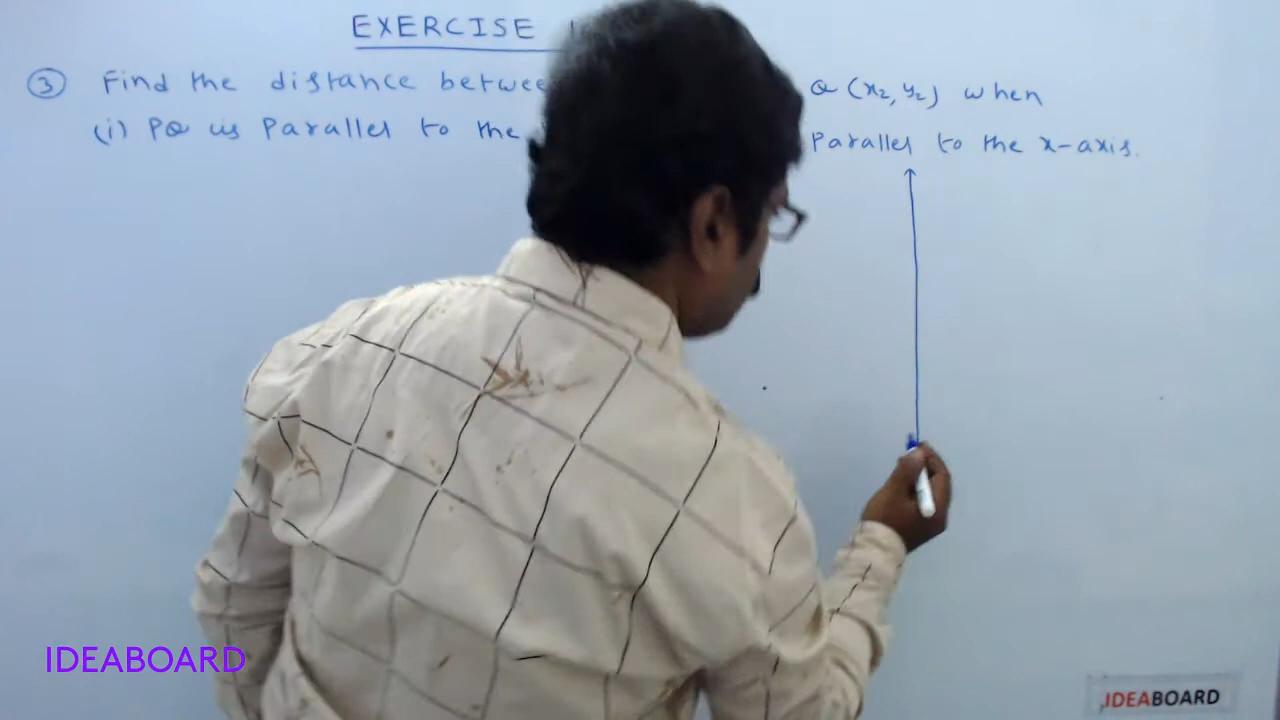 EXERCISE
③ Find the distance between Q (x₂, y₂) when
(i) PQ is Parallel to the Parallel to the x-axis.
IDEABOARD
IDEABOARD